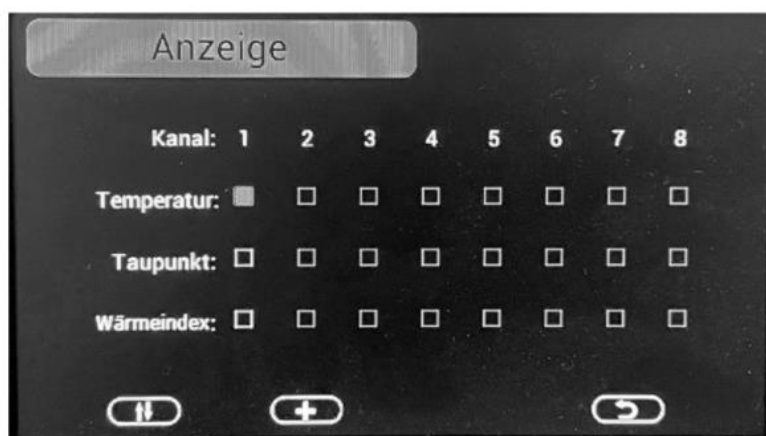 Anzeige
Kanal: 1 2 3 4 5 6 7 8
Temperatur:
Taupunkt:
Wärmeindex: